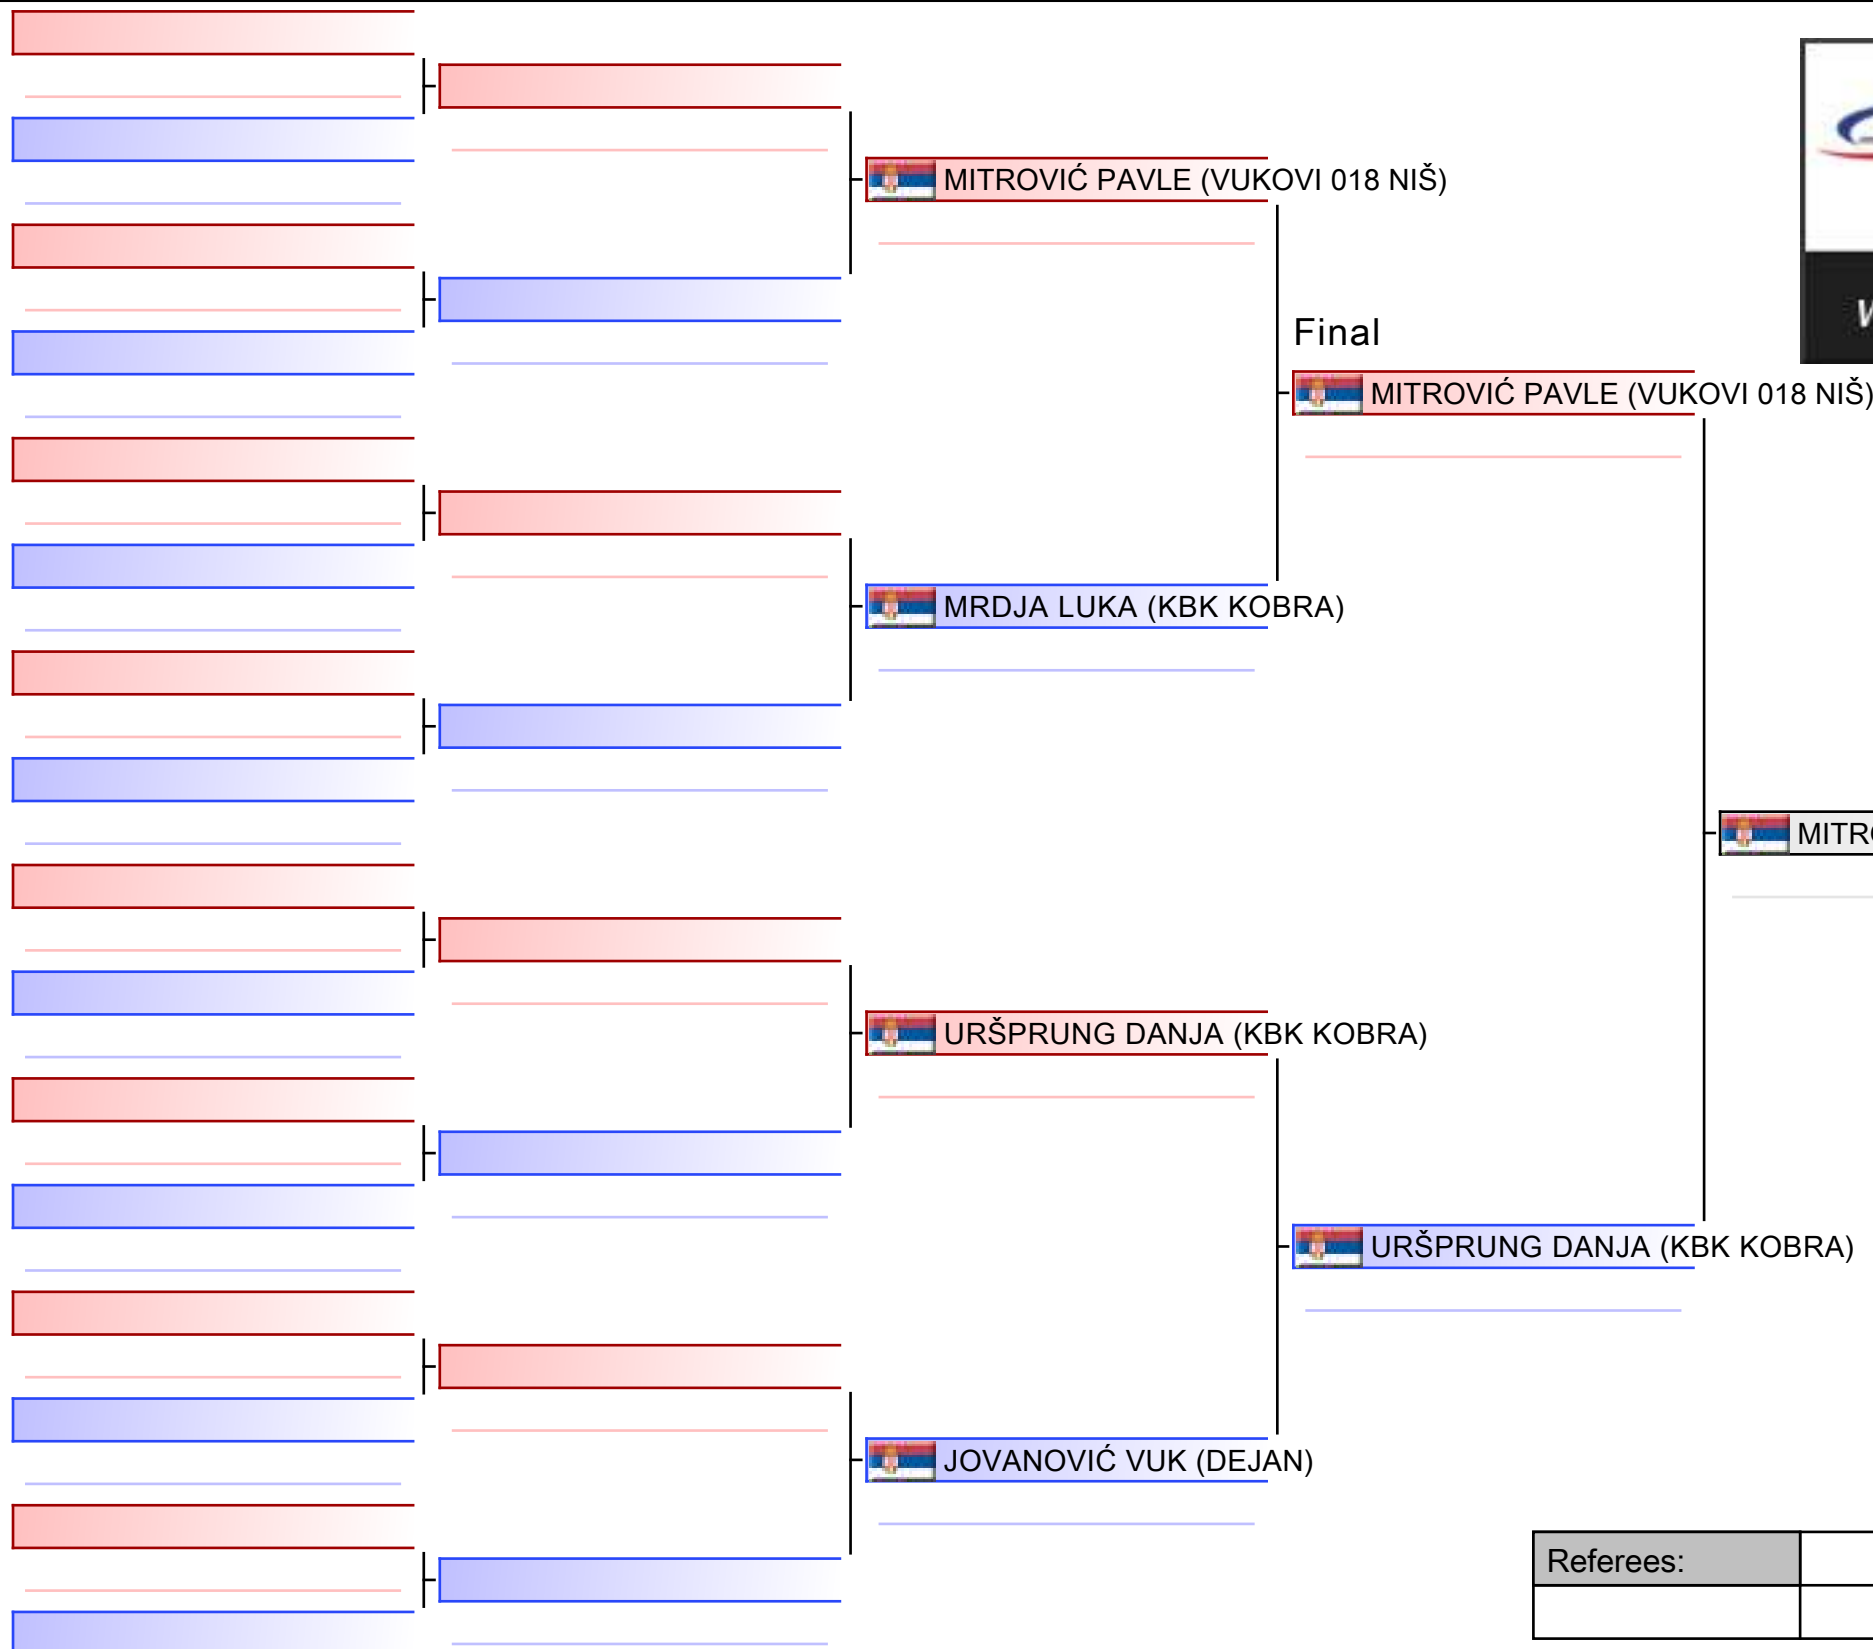 MITROVIĆ PAVLE (VUKOVI 018 NIŠ)
Final
MITROVIĆ PAVLE (VUKOVI 018 NIŠ)
MRDJA LUKA (KBK KOBRA)
URŠPRUNG DANJA (KBK KOBRA)
URŠPRUNG DANJA (KBK KOBRA)
JOVANOVIĆ VUK (DEJAN)
Referees: